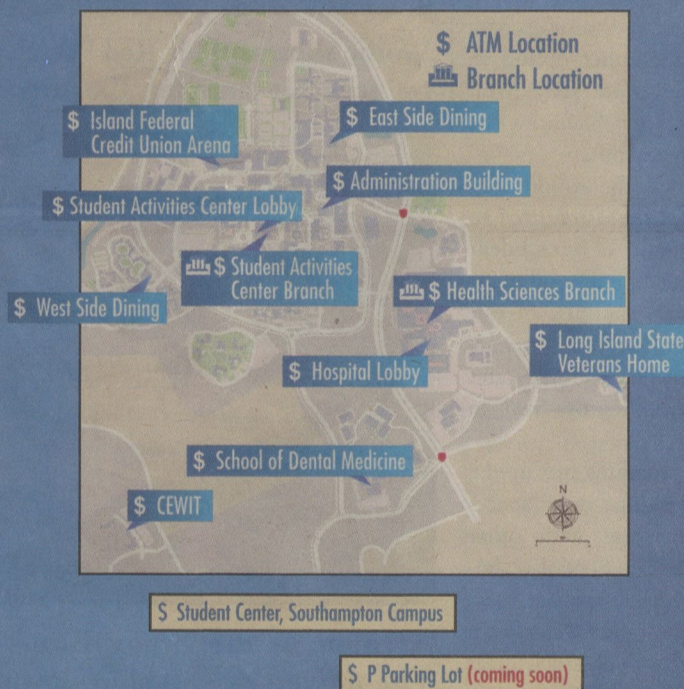 $ ATM Location
Branch Location
$ Island Federal
Credit Union Arena
$ East Side Dining
$ Administration Building
$ Student Activities Center Lobby
$ Student Activities
Center Branch
$ Health Sciences Branch
$ West Side Dining
$ Long Island State
Veterans Home
$ Hospital Lobby
$ School of Dental Medicine
$ CEWIT
N
$ Student Center, Southampton Campus
$ P Parking Lot (coming soon)